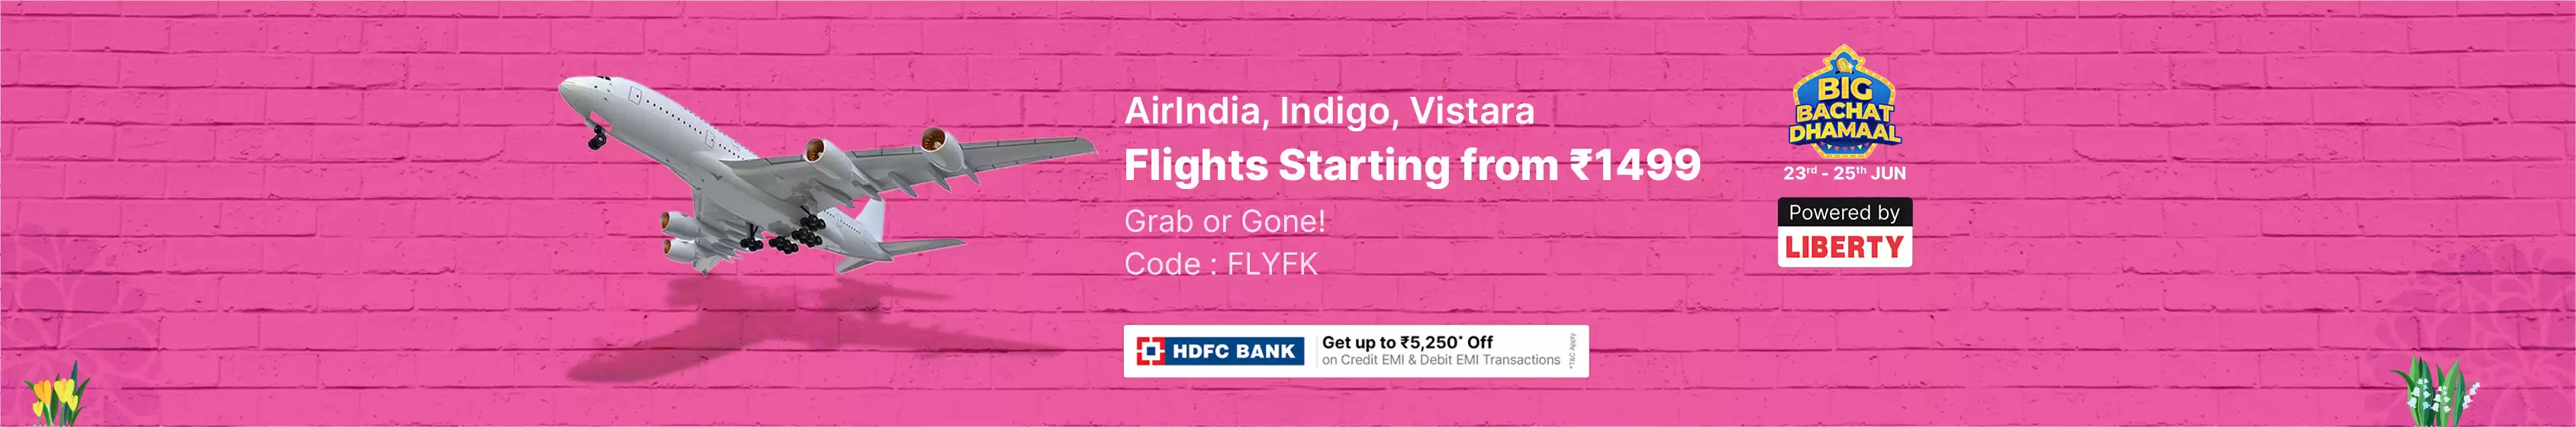 AirIndia, Indigo, Vistara
Flights Starting from ₹1499
Grab or Gone!
Code : FLYFK
HDFC BANK
Get up to ₹5,250* Off
on Credit EMI & Debit EMI Transactions
*T&C Apply
BIG
BACHAT
DHAMAAL
23rd - 25th JUN
Powered by
LIBERTY